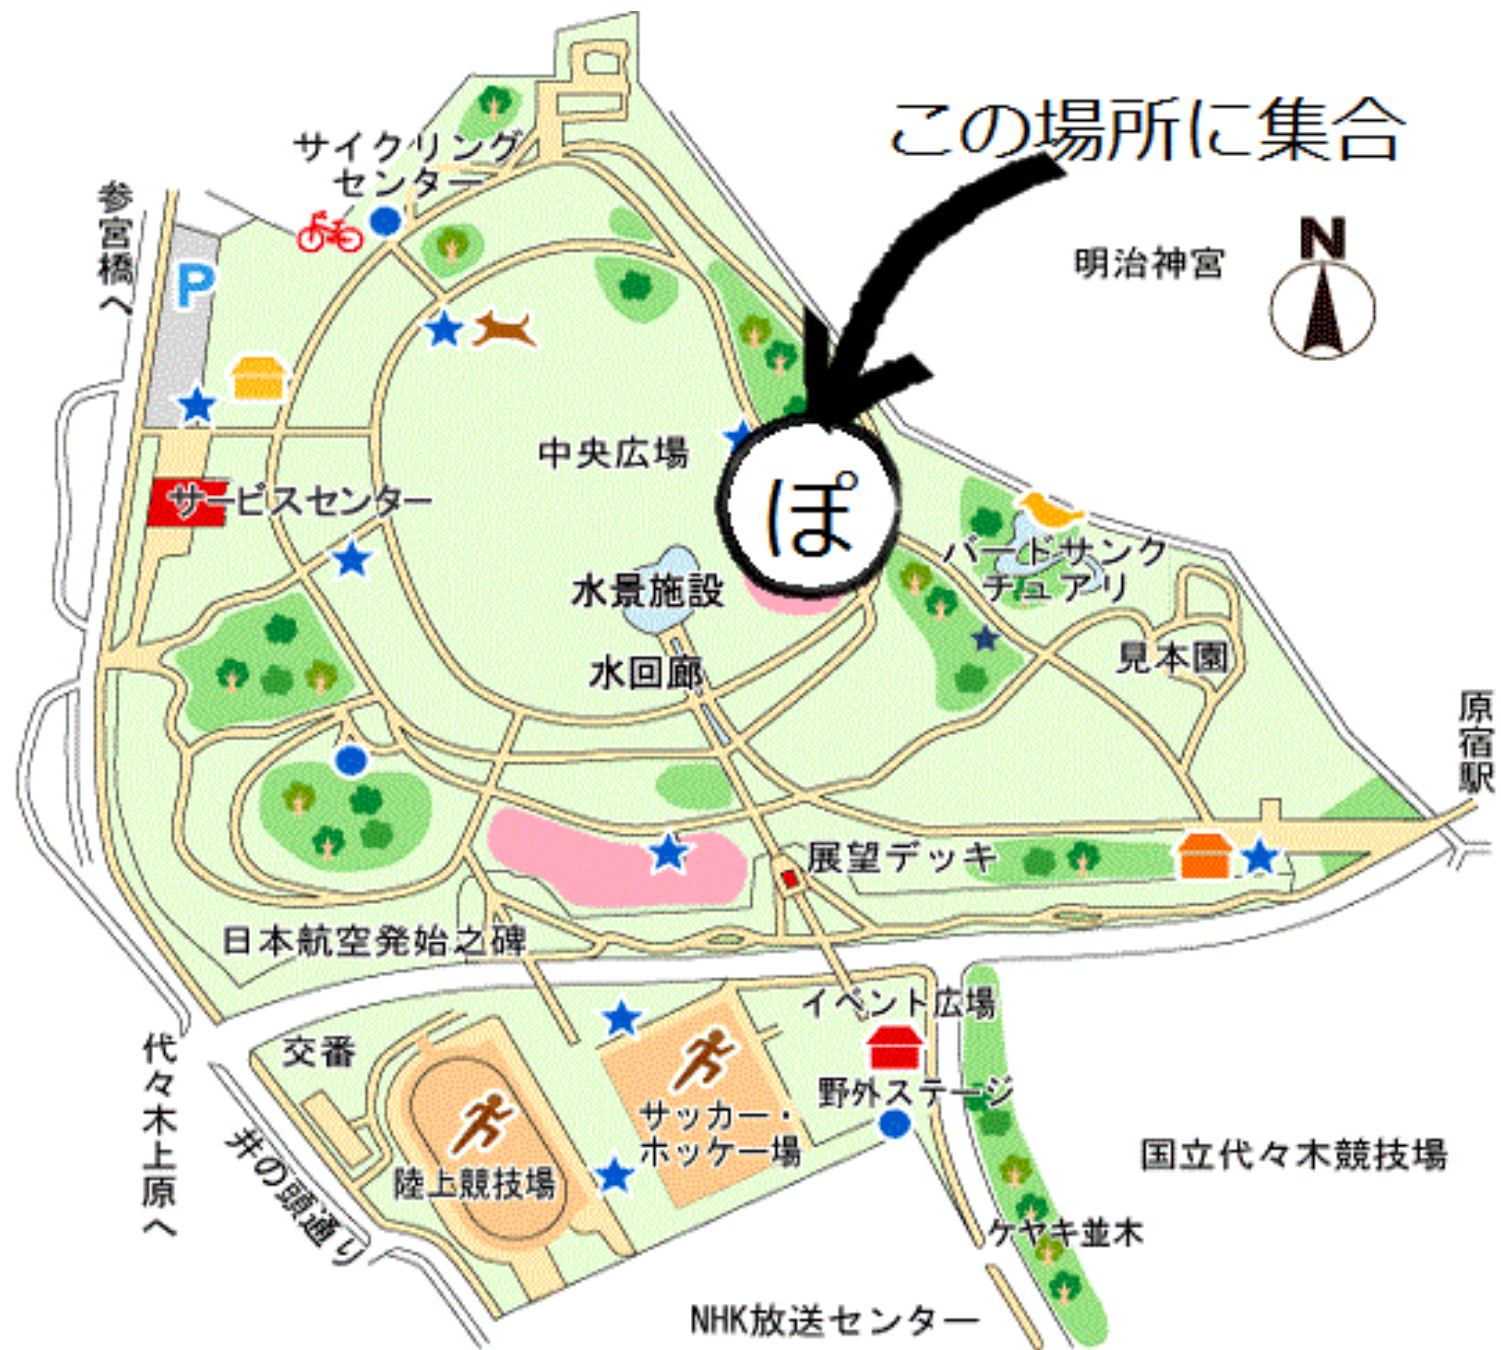 この場所に集合
サイクリング
センター
参宮橋へ
P
N
明治神宮
中央広場
ぽ
サービスセンター
バードサンク
チュアリ
水景施設
水回廊
見本園
原宿駅
展望デッキ
日本航空発始之碑
イベント広場
交番
代々木上原へ
野外ステージ
サッカー・
ホッケー場
井の頭通り
陸上競技場
国立代々木競技場
ケヤキ並木
NHK放送センター